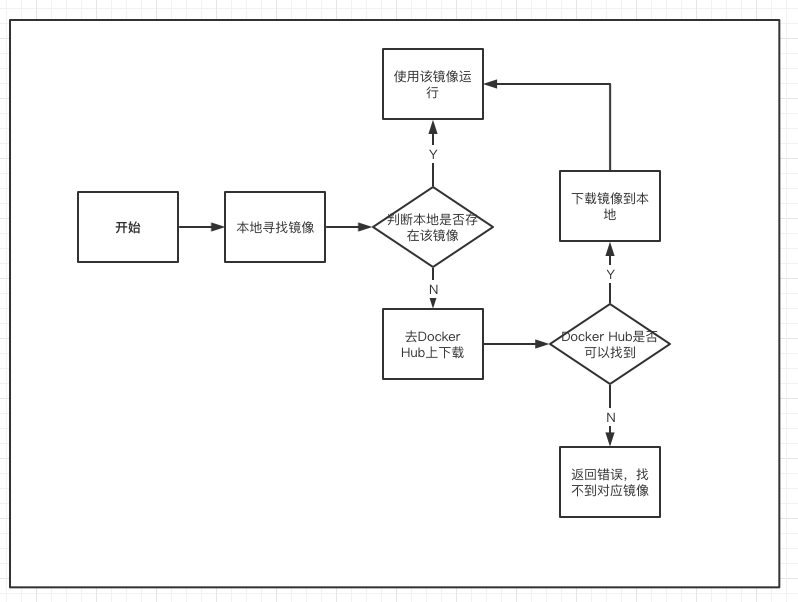 使用该镜像运
行
Y
下载镜像到本
地
开始
本地寻找镜像
判断本地是否存
在该镜像
Y
N
去Docker
Hub上下载
Docker Hub是否
可以找到
N
返回错误，找
不到对应镜像